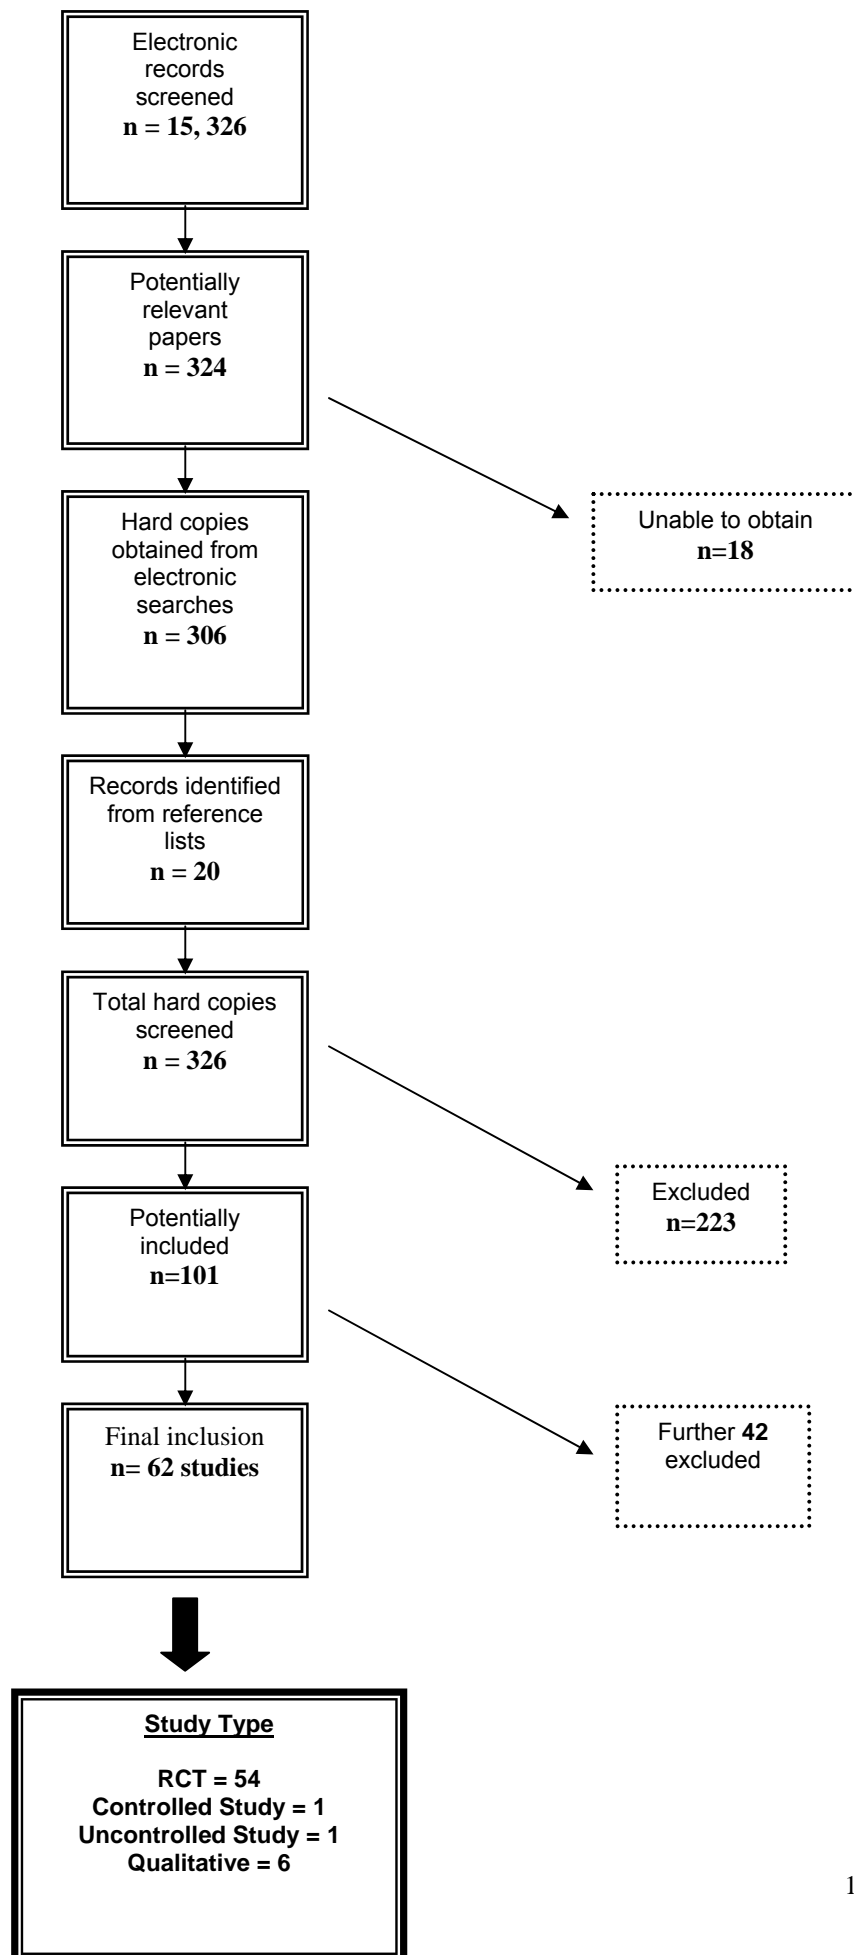 Electronic
records
screened
n = 15, 326
Potentially
relevant
papers
n = 324
Hard copies
obtained from
electronic
searches
n = 306
Unable to obtain
n=18
Records identified
from reference
lists
n = 20
Total hard copies
screened
n = 326
Potentially
included
n=101
Excluded
n=223
Final inclusion
n= 62 studies
Further 42
excluded
Study Type
RCT = 54
Controlled Study = 1
Uncontrolled Study = 1
Qualitative = 6
1